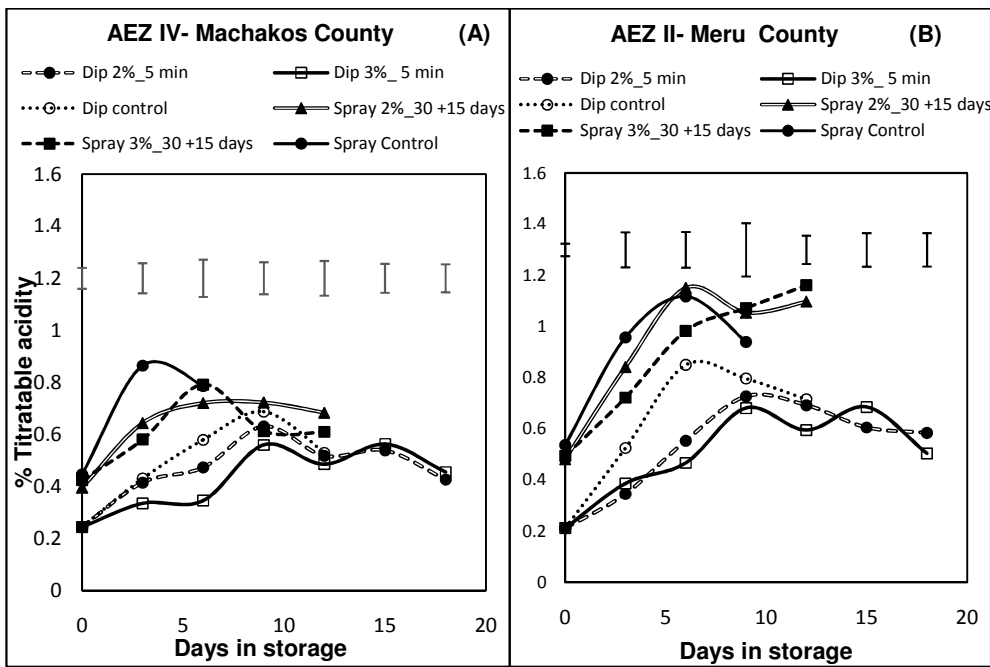 AEZ IV- Machakos County (A)
Dip 2%_5 min Dip 3%_ 5 min
Dip control Spray 2%_30 +15 days
Spray 3%_30 +15 days Spray Control
1.6
1.4
1.2
1
0.8
0.6
0.4
0.2
0
% Titratatable acidity
0 5 10 15 20
Days in storage
AEZ II- Meru County (B)
Dip 2%_5 min Dip 3%_5 min
Dip control Spray 2%_30 +15 days
Spray 3%_30 +15 days Spray Control
1.6
1.4
1.2
1
0.8
0.6
0.4
0.2
0
0 5 10 15 20
Days in storage